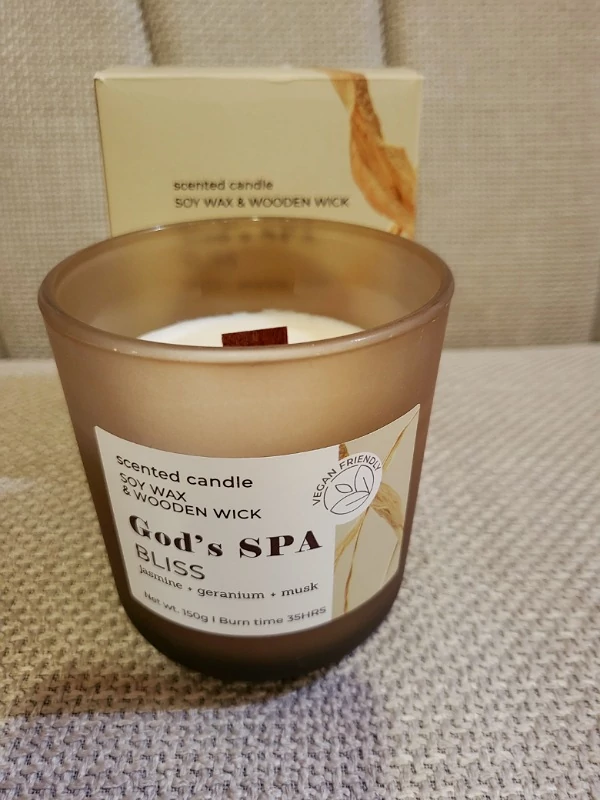 scented candle
SOY WAX & WOODEN WICK
scented candle
SOY WAX
& WOODEN WICK
VEGAN FRIENDLY
God's SPA
BLISS
jasmine + geranium + musk
Net wt. 150g | Burn time 35HRS